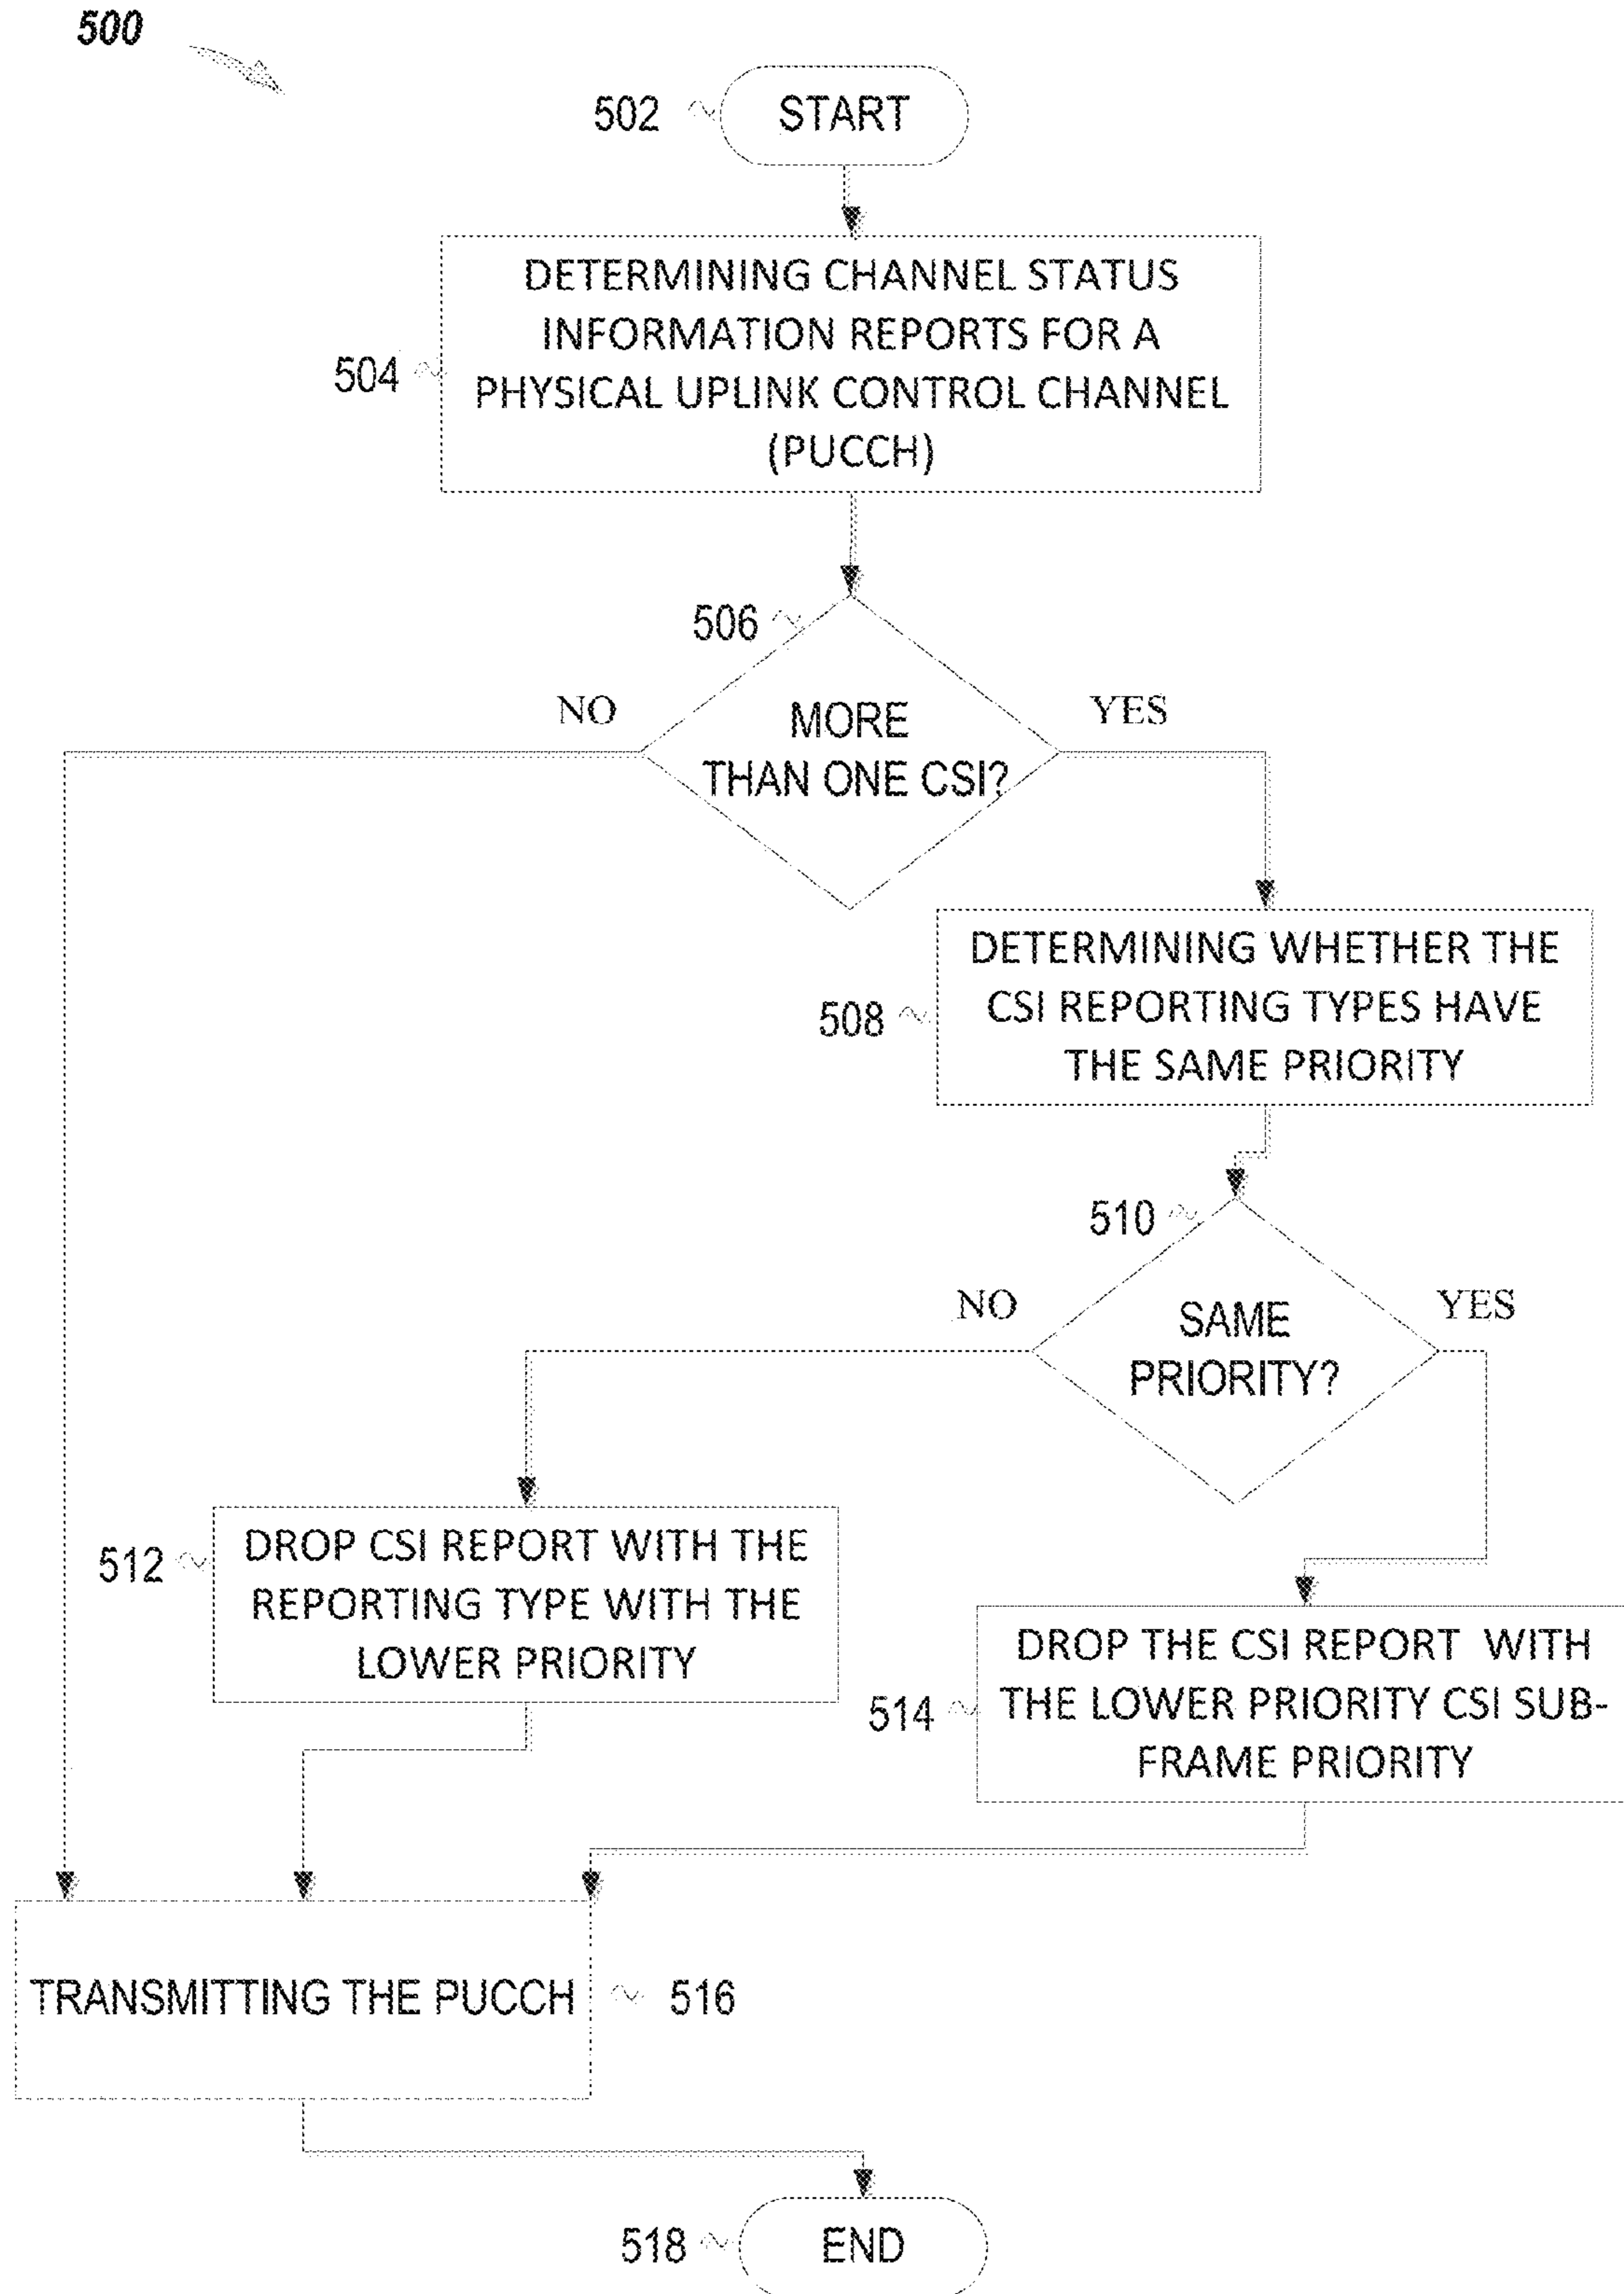 500
502
START
504
DETERMINING CHANNEL STATUS
INFORMATION REPORTS FOR A
PHYSICAL UPLINK CONTROL CHANNEL
(PUCCH)
506
NO
MORE
THAN ONE CSI?
YES
508
DETERMINING WHETHER THE
CSI REPORTING TYPES HAVE
THE SAME PRIORITY
510
NO
SAME
PRIORITY?
YES
512
DROP CSI REPORT WITH THE
REPORTING TYPE WITH THE
LOWER PRIORITY
514
DROP THE CSI REPORT WITH
THE LOWER PRIORITY CSI SUB-
FRAME PRIORITY
TRANSMITTING THE PUCCH
516
518
END